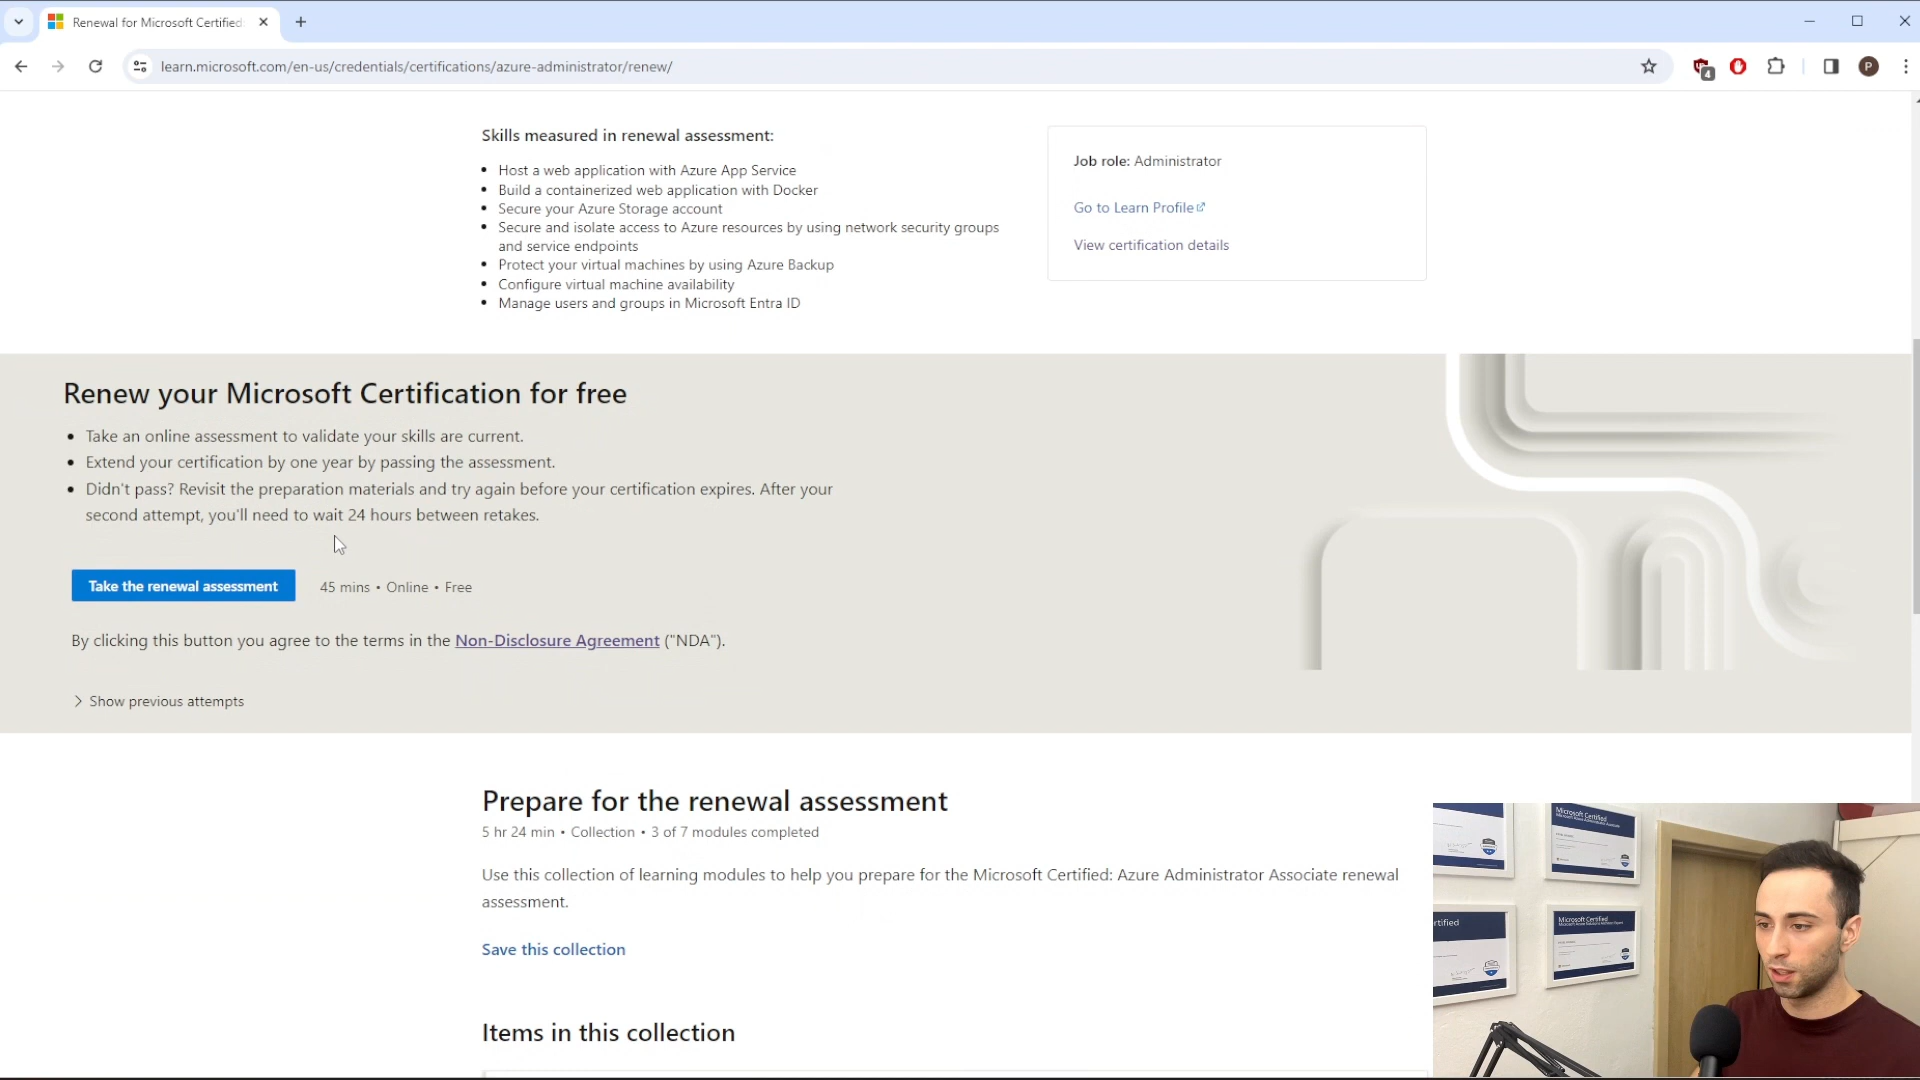 Renewal for Microsoft Certified:
learn.microsoft.com/en-us/credentials/certifications/azure-administrator/renew/
4
P
Skills measured in renewal assessment:
• Host a web application with Azure App Service
• Build a containerized web application with Docker
• Secure your Azure Storage account
• Secure and isolate access to Azure resources by using network security groups
and service endpoints
• Protect your virtual machines by using Azure Backup
• Configure virtual machine availability
• Manage users and groups in Microsoft Entra ID
Job role: Administrator
Go to Learn Profile
View certification details
Renew your Microsoft Certification for free
• Take an online assessment to validate your skills are current.
• Extend your certification by one year by passing the assessment.
• Didn't pass? Revisit the preparation materials and try again before your certification expires. After your
second attempt, you'll need to wait 24 hours between retakes.
Take the renewal assessment
45 mins • Online • Free
By clicking this button you agree to the terms in the Non-Disclosure Agreement ("NDA").
Show previous attempts
Prepare for the renewal assessment
5 hr 24 min • Collection • 3 of 7 modules completed
Use this collection of learning modules to help you prepare for the Microsoft Certified: Azure Administrator Associate renewal
assessment.
Save this collection
Items in this collection
Microsoft Certified
rtified
Microsoft Certified